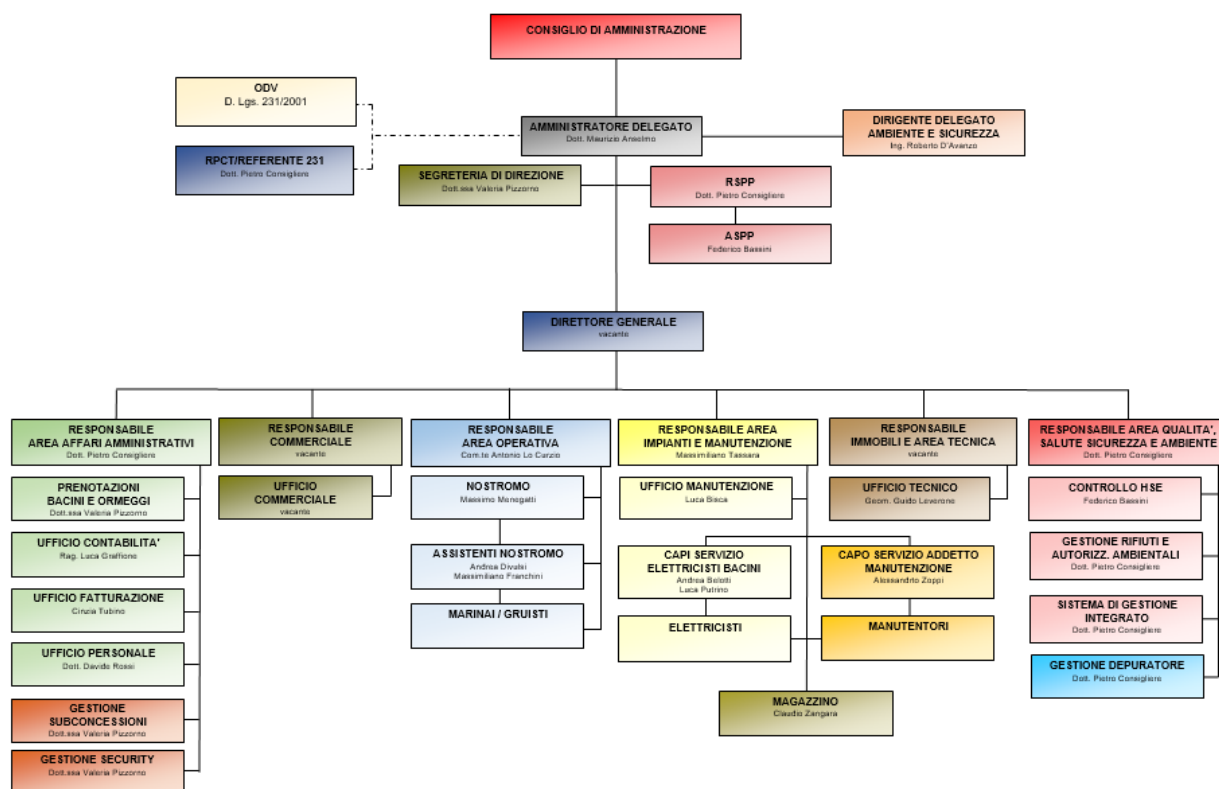 CONSIGLIO DI AMMINISTRAZIONE
ODV
D. Lgs. 231/2001
AMMINISTRATORE DELEGATO
Dott. Maurizio Anselmo
DIRIGENTE DELEGATO
AMBIENTE E SICUREZZA
Ing. Roberto D'Avanzo
RPCT/REFERENTE 231
Dott. Pietro Consigliere
SEGRETERIA DI DIREZIONE
Dott.ssa Valeria Pizzorno
RSPP
Dott. Pietro Consigliere
ASPP
Federico Bassini
DIRETTORE GENERALE
vacante
RESPONSABILE
AREA AFFARI AMMINISTRATIVI
Dott. Pietro Consigliere
PRENOTAZIONI
BACINI E ORMEGGI
Dott.ssa Valeria Pizzorno
UFFICIO CONTABILITA'
Rag. Luca Graffione
UFFICIO FATTURAZIONE
Cinzia Tubino
UFFICIO PERSONALE
Dott. Davide Rossi
GESTIONE
SUBCONCESSIONI
Dott.ssa Valeria Pizzorno
GESTIONE SECURITY
Dott.ssa Valeria Pizzorno
RESPONSABILE
COMMERCIALE
vacante
UFFICIO
COMMERCIALE
vacante
RESPONSABILE
AREA OPERATIVA
Com.te Antonio Lo Curzio
NOSTROMO
Massimo Menegatti
ASSISTENTI NOSTROMO
Andrea Divulsi
Massimiliano Franchini
MARINAI / GRUISTI
RESPONSABILE AREA
IMPIANTI E MANUTENZIONE
Massimiliano Tassara
UFFICIO MANUTENZIONE
Luca Bisca
CAPI SERVIZIO
ELETTRICISTI BACINI
Andrea Belotti
Luca Putrino
ELETTRICISTI
CAPO SERVIZIO ADDETTO
MANUTENZIONE
Alessandrito Zoppi
MANUTENTORI
MAGAZZINO
Claudio Zangara
RESPONSABILE
IMMOBILI E AREA TECNICA
vacante
UFFICIO TECNICO
Geom. Guido Leverone
RESPONSABILE AREA QUALITA',
SALUTE SICUREZZA E AMBIENTE
Dott. Pietro Consigliere
CONTROLLO HSE
Federico Bassini
GESTIONE RIFIUTI E
AUTORIZZ. AMBIENTALI
Dott. Pietro Consigliere
SISTEMA DI GESTIONE
INTEGRATO
Dott. Pietro Consigliere
GESTIONE DEPURATORE
Dott. Pietro Consigliere